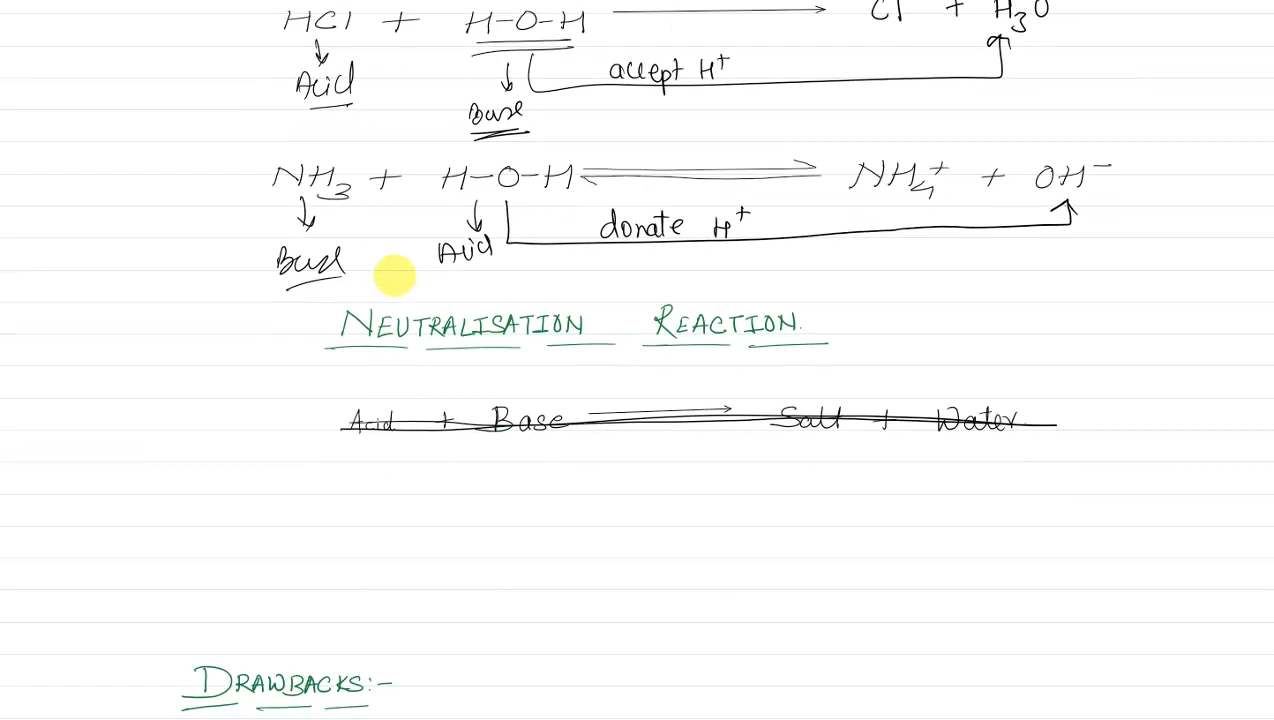 HCl + H-O-H → Cl + H3O
Acid accept H+
Base
NH3 + H-O-H ⇌ NH4+ + OH-
donate H+
Base Acid
NEUTRALISATION REACTION.
Acid + Base → Salt + Water
DRAWBACKS:-